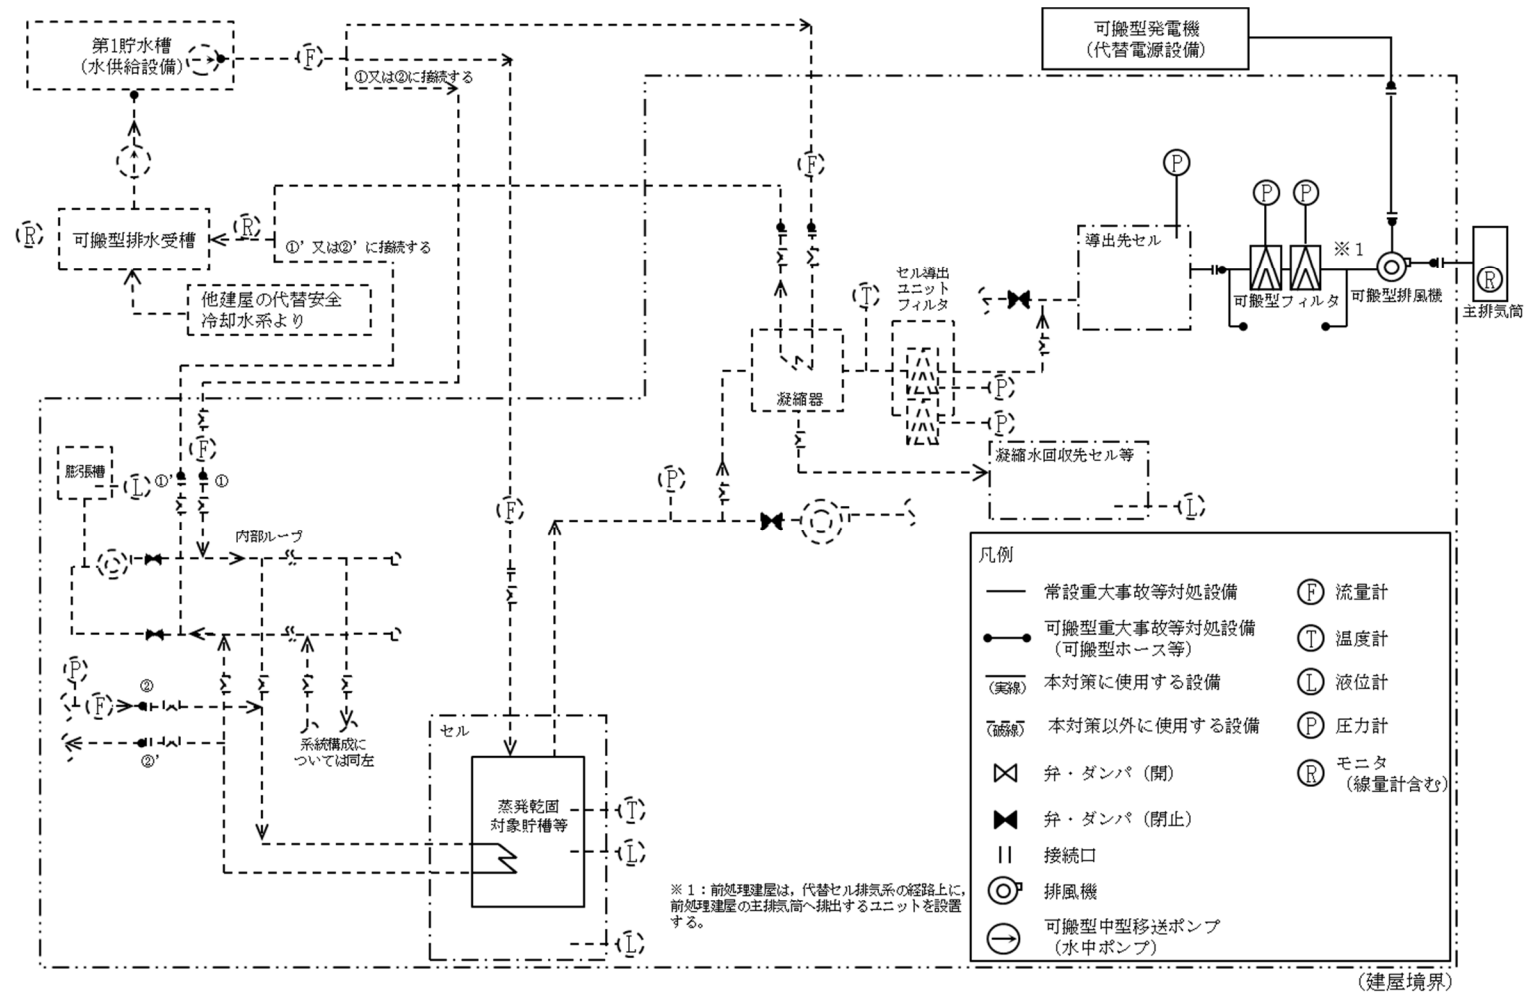 第1貯水槽
(水供給設備)
F
①又は②に接続する
可搬型発電機
(代替電源設備)
F
P
R
可搬型排水受槽
R
①’又は②’に接続する
他建屋の代替安全
冷却水系より
導出先セル
P
P
※1
可搬型フィルタ
可搬型排風機
R
主排気筒
セル導出
ユニット
フィルタ
T
凝縮器
P
P
凝縮水回収先セル等
L
P
F
F
膨張槽
L
①’
①
内部ループ
P
F
②
②’
系統構成に
ついては同左
セル
蒸発乾固
対象貯槽等
T
L
L
※1：前処理建屋は，代替セル排気系の経路上に，
前処理建屋の主排気筒へ排出するユニットを設置
する。
凡例
常設重大事故等対処設備
可搬型重大事故等対処設備
(可搬型ホース等)
(実線)
本対策に使用する設備
(破線)
本対策以外に使用する設備
弁・ダンパ（開）
弁・ダンパ（閉止）
接続口
排風機
可搬型中型移送ポンプ
（水中ポンプ）
F 流量計
T 温度計
L 液位計
P 圧力計
R モニタ
（線量計含む）
（建屋境界）